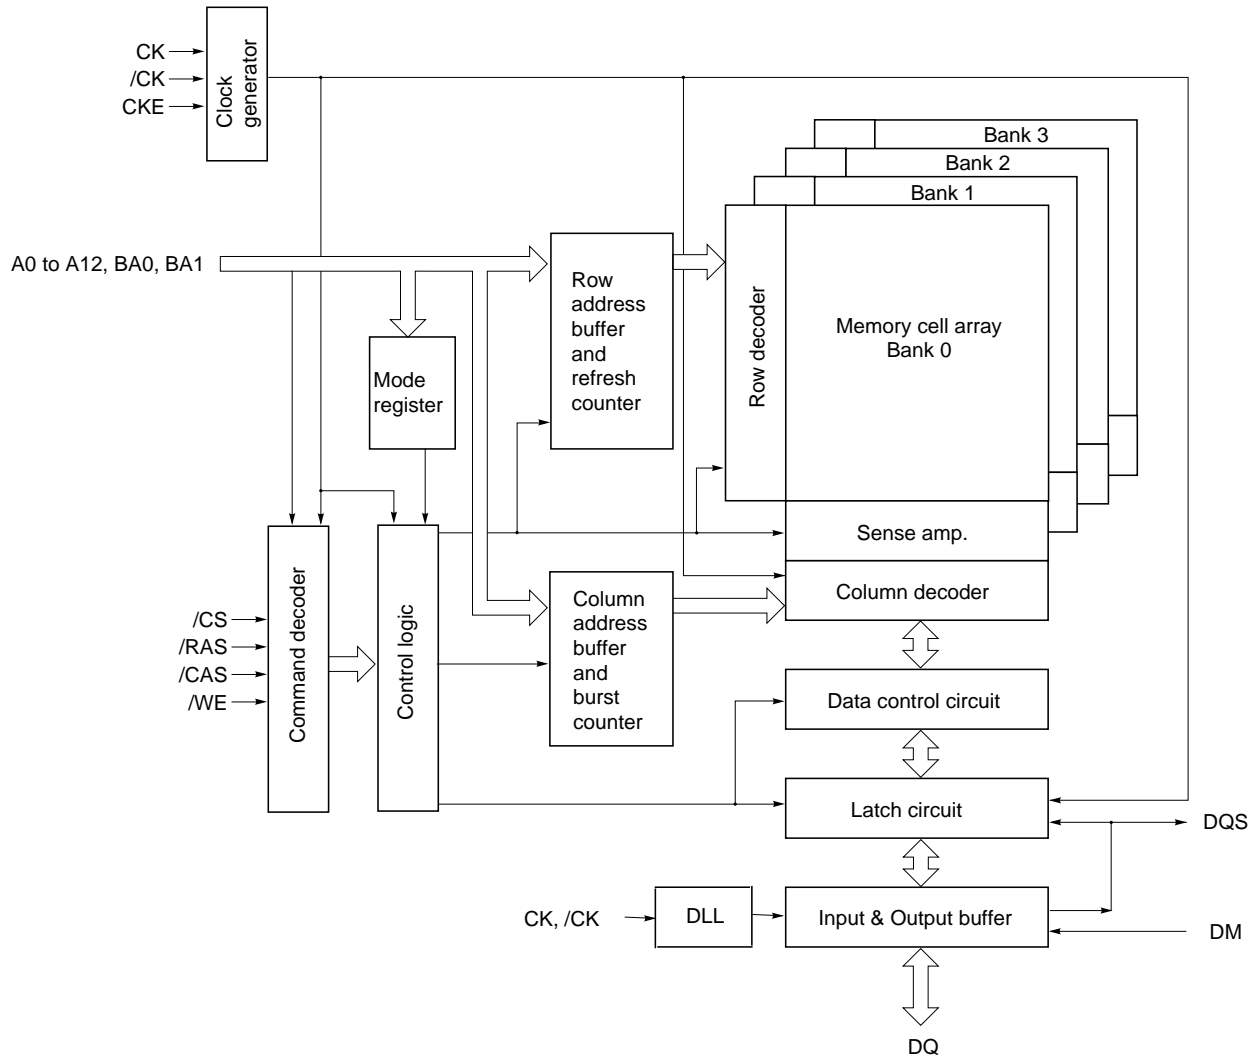 CK
/CK
CKE
Clock
generator
Bank 3
Bank 2
Bank 1
A0 to A12, BA0, BA1
Row
address
buffer
and
refresh
counter
Row decoder
Memory cell array
Bank 0
Mode
register
Sense amp.
Column decoder
Command decoder
Control logic
Column
address
buffer
and
burst
counter
/CS
/RAS
/CAS
/WE
Data control circuit
Latch circuit
DQS
CK, /CK
DLL
Input & Output buffer
DM
DQ